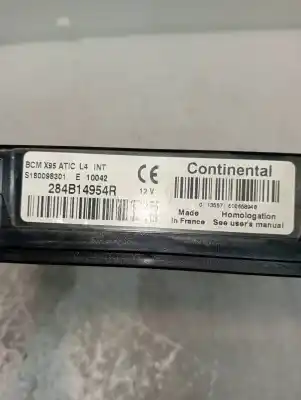 BCM X95 ATIC L4 INT
S180098301 E 10042
284B14954R
12 V
CE
Continental
Made in France
Homologation See user's manual